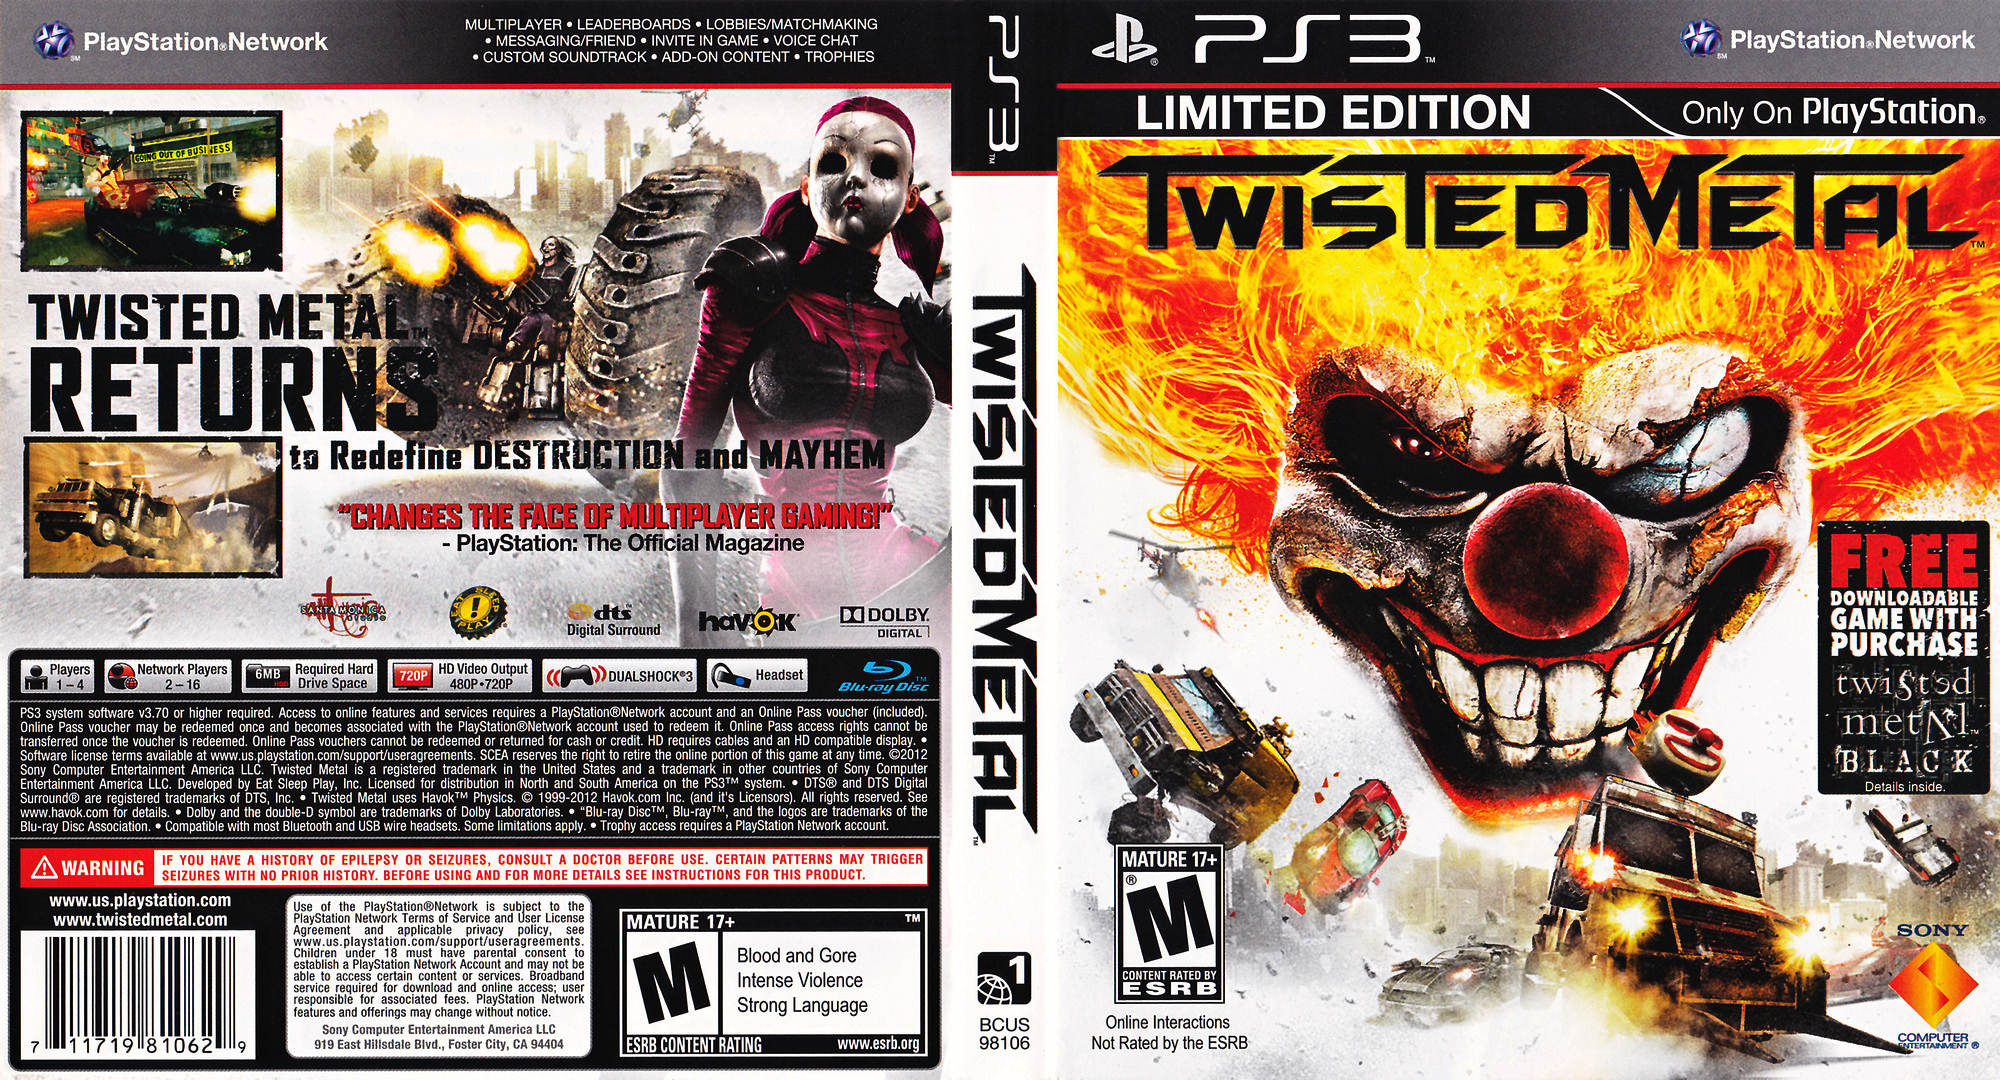 PlayStation®Network
SM
MULTIPLAYER • LEADERBOARDS • LOBBIES/MATCHMAKING
• MESSAGING/FRIEND • INVITE IN GAME • VOICE CHAT
• CUSTOM SOUNDTRACK • ADD-ON CONTENT • TROPHIES
GOING OUT OF BUSINESS
TWISTED METAL™
RETURNS
to Redefine DESTRUCTION and MAYHEM
"CHANGES THE FACE OF MULTIPLAYER GAMING!"
- PlayStation: The Official Magazine
SANTA MONICA
STUDIO
EAT SLEEP
PLAY
dts
Digital Surround
havok
DOLBY.
DIGITAL
Players
1 – 4
Network Players
2 – 16
6MB
HDD
Required Hard
Drive Space
720P
HD Video Output
480P•720P
DUALSHOCK®3
Headset
Blu-ray Disc™
PS3 system software v3.70 or higher required. Access to online features and services requires a PlayStation®Network account and an Online Pass voucher (included).
Online Pass voucher may be redeemed once and becomes associated with the PlayStation®Network account used to redeem it. Online Pass access rights cannot be
transferred once the voucher is redeemed. Online Pass vouchers cannot be redeemed or returned for cash or credit. HD requires cables and an HD compatible display. •
Software license terms available at www.us.playstation.com/support/useragreements. SCEA reserves the right to retire the online portion of this game at any time. ©2012
Sony Computer Entertainment America LLC. Twisted Metal is a registered trademark in the United States and a trademark in other countries of Sony Computer
Entertainment America LLC. Developed by Eat Sleep Play, Inc. Licensed for distribution in North and South America on the PS3™ system. • DTS® and DTS Digital
Surround® are registered trademarks of DTS, Inc. • Twisted Metal uses Havok™ Physics. © 1999-2012 Havok.com Inc. (and it's Licensors). All rights reserved. See
www.havok.com for details. • Dolby and the double-D symbol are trademarks of Dolby Laboratories. • "Blu-ray Disc™, Blu-ray™, and the logos are trademarks of the
Blu-ray Disc Association. • Compatible with most Bluetooth and USB wire headsets. Some limitations apply. • Trophy access requires a PlayStation Network account.
WARNING
IF YOU HAVE A HISTORY OF EPILEPSY OR SEIZURES, CONSULT A DOCTOR BEFORE USE. CERTAIN PATTERNS MAY TRIGGER
SEIZURES WITH NO PRIOR HISTORY. BEFORE USING AND FOR MORE DETAILS SEE INSTRUCTIONS FOR THIS PRODUCT.
www.us.playstation.com
www.twistedmetal.com
7 11719 81062 9
Use of the PlayStation®Network is subject to the
PlayStation Network Terms of Service and User License
Agreement and applicable privacy policy, see
www.us.playstation.com/support/useragreements.
Children under 18 must have parental consent to
establish a PlayStation Network Account and may not be
able to access certain content or services. Broadband
service required for download and online access; user
responsible for associated fees. PlayStation Network
features and offerings may change without notice.
Sony Computer Entertainment America LLC
919 East Hillsdale Blvd., Foster City, CA 94404
MATURE 17+
TM
M
Blood and Gore
Intense Violence
Strong Language
ESRB CONTENT RATING
www.esrb.org
PS3™
TWISTED METAL™
1
BCUS
98106
PS3™
PlayStation®Network
SM
LIMITED EDITION
Only On PlayStation®
TWISTED METAL™
FREE
DOWNLOADABLE
GAME WITH
PURCHASE
twisted
metal™
BLACK
Details inside.
MATURE 17+
®
M
CONTENT RATED BY
ESRB
Online Interactions
Not Rated by the ESRB
SONY
COMPUTER
ENTERTAINMENT ®